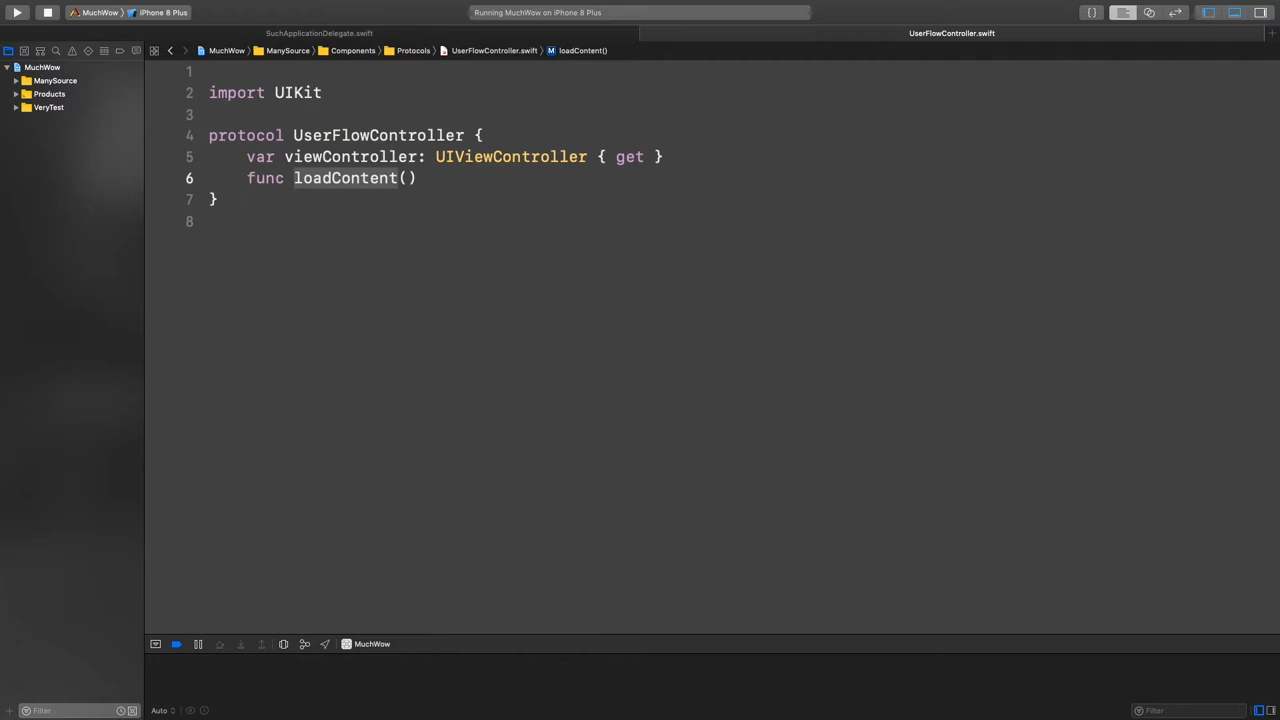 MuchWow 〉 iPhone 8 Plus
Running MuchWow on iPhone 8 Plus
{ }
SuchApplicationDelegate.swift
UserFlowController.swift
MuchWow 〉 ManySource 〉 Components 〉 Protocols 〉 UserFlowController.swift 〉 M loadContent()
MuchWow
ManySource
Products
VeryTest
1
2 import UIKit
3
4 protocol UserFlowController {
5 var viewController: UIViewController { get }
6 func loadContent()
7 }
8
MuchWow
Filter
Auto
Filter